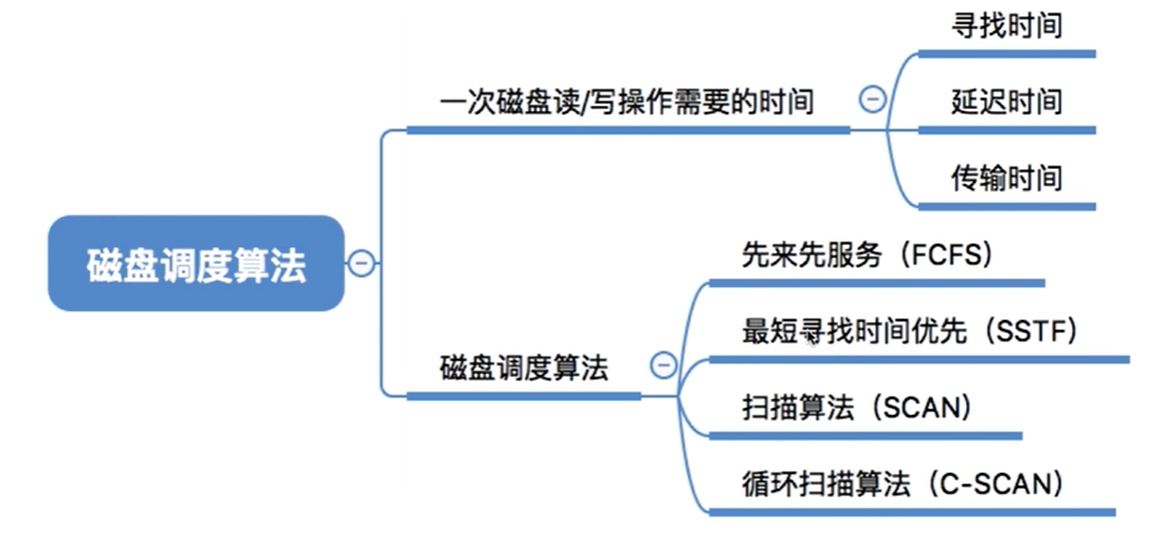 寻找时间
一次磁盘读/写操作需要的时间
延迟时间
传输时间
磁盘调度算法
先来先服务（FCFS）
最短寻找时间优先（SSTF）
磁盘调度算法
扫描算法（SCAN）
循环扫描算法（C-SCAN）